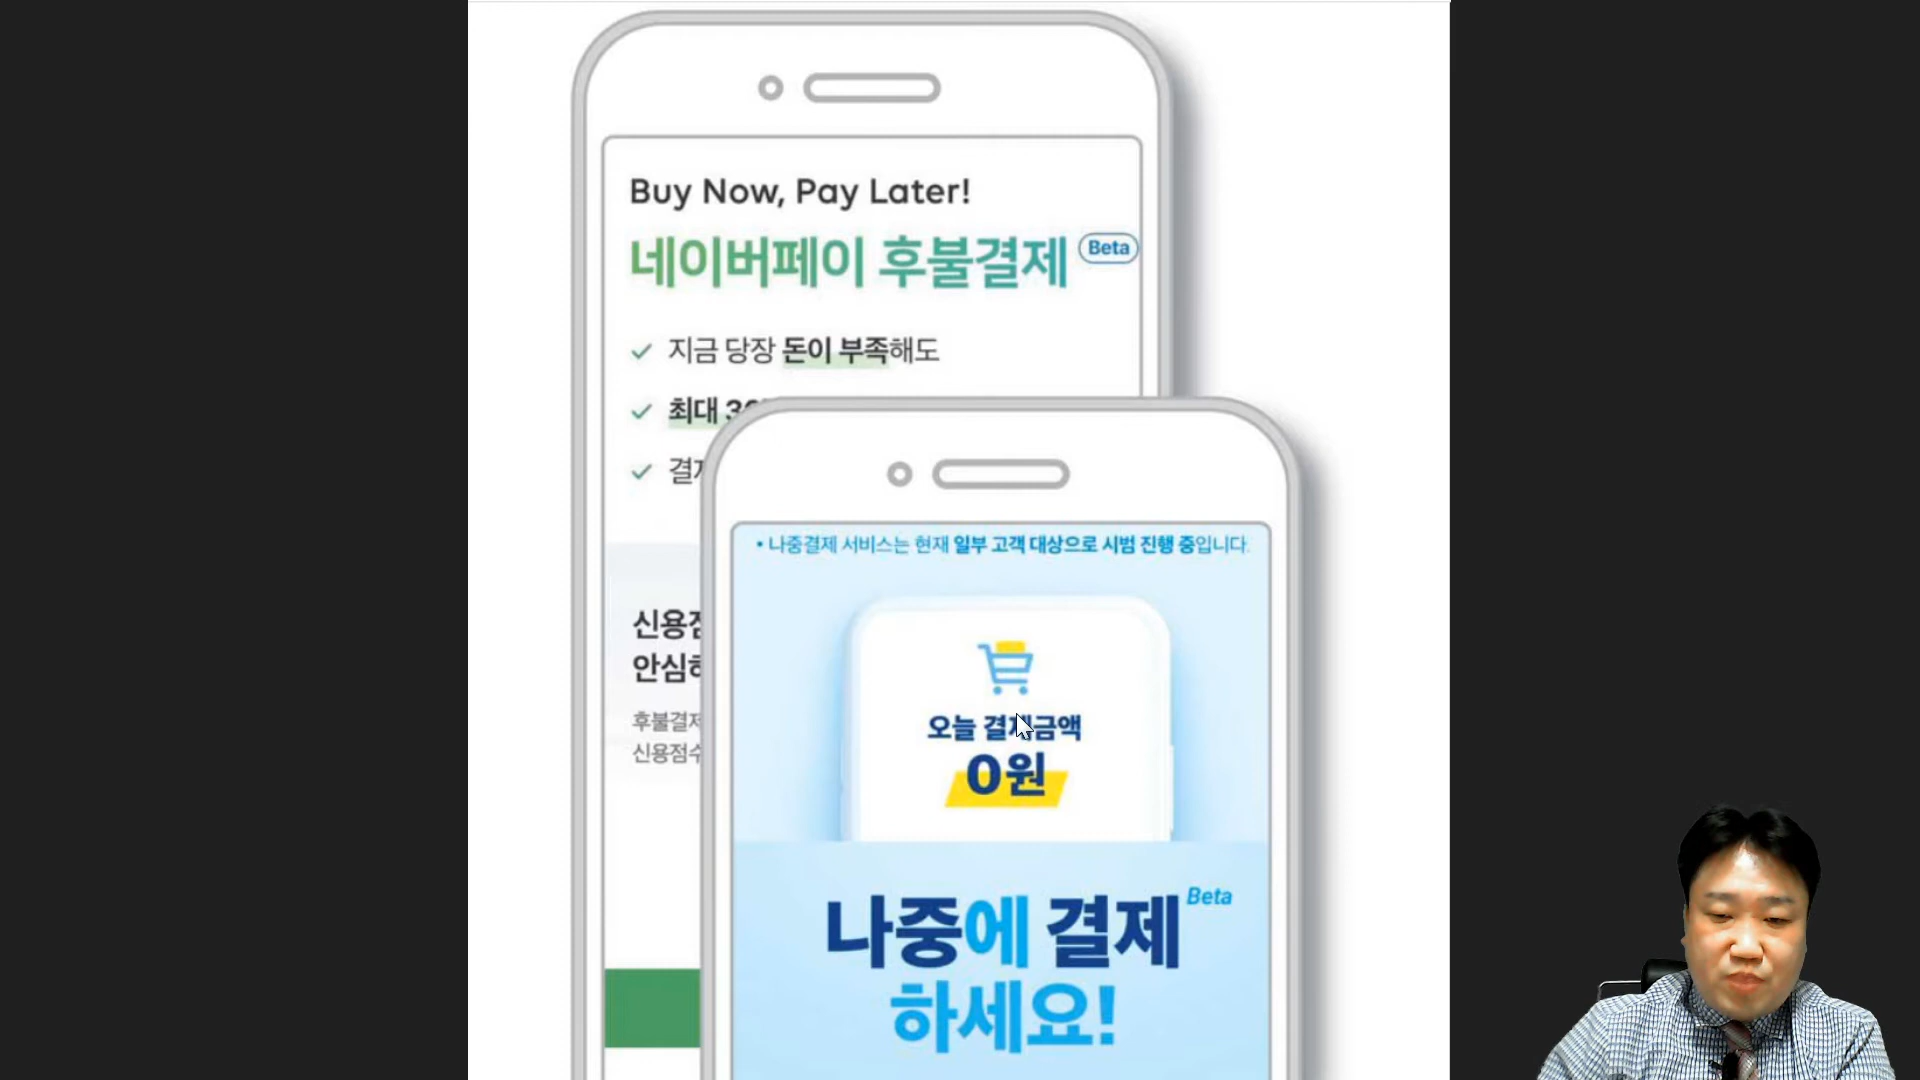 Buy Now, Pay Later!
네이버페이 후불결제 Beta
지금 당장 돈이 부족해도
최대
• 나중결제 서비스는 현재 일부 고객 대상으로 시범 진행 중입니다.
오늘 결제금액
0원
나중에 결제 Beta
하세요!